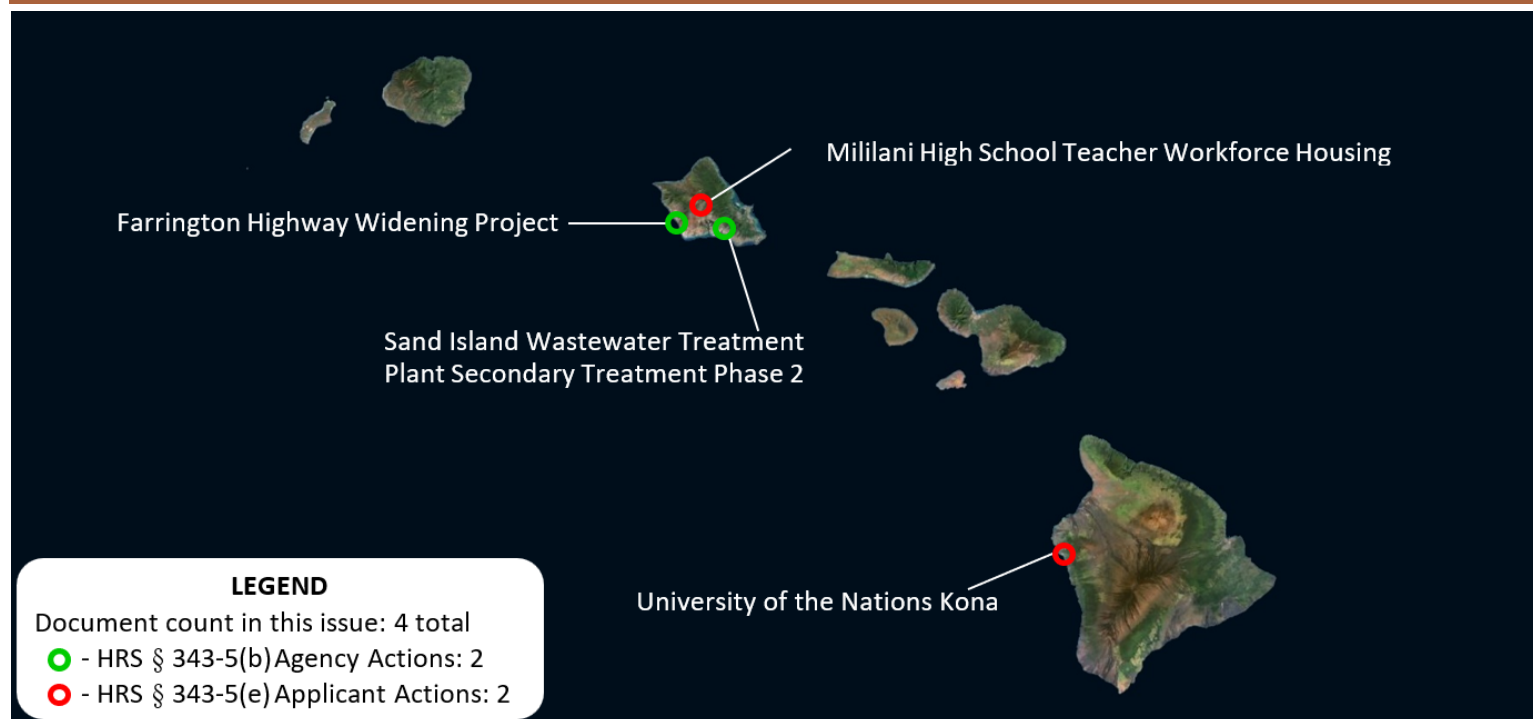 Mililani High School Teacher Workforce Housing
Farrington Highway Widening Project
Sand Island Wastewater Treatment
Plant Secondary Treatment Phase 2
University of the Nations Kona
LEGEND
Document count in this issue: 4 total
- HRS § 343-5(b) Agency Actions: 2
- HRS § 343-5(e) Applicant Actions: 2